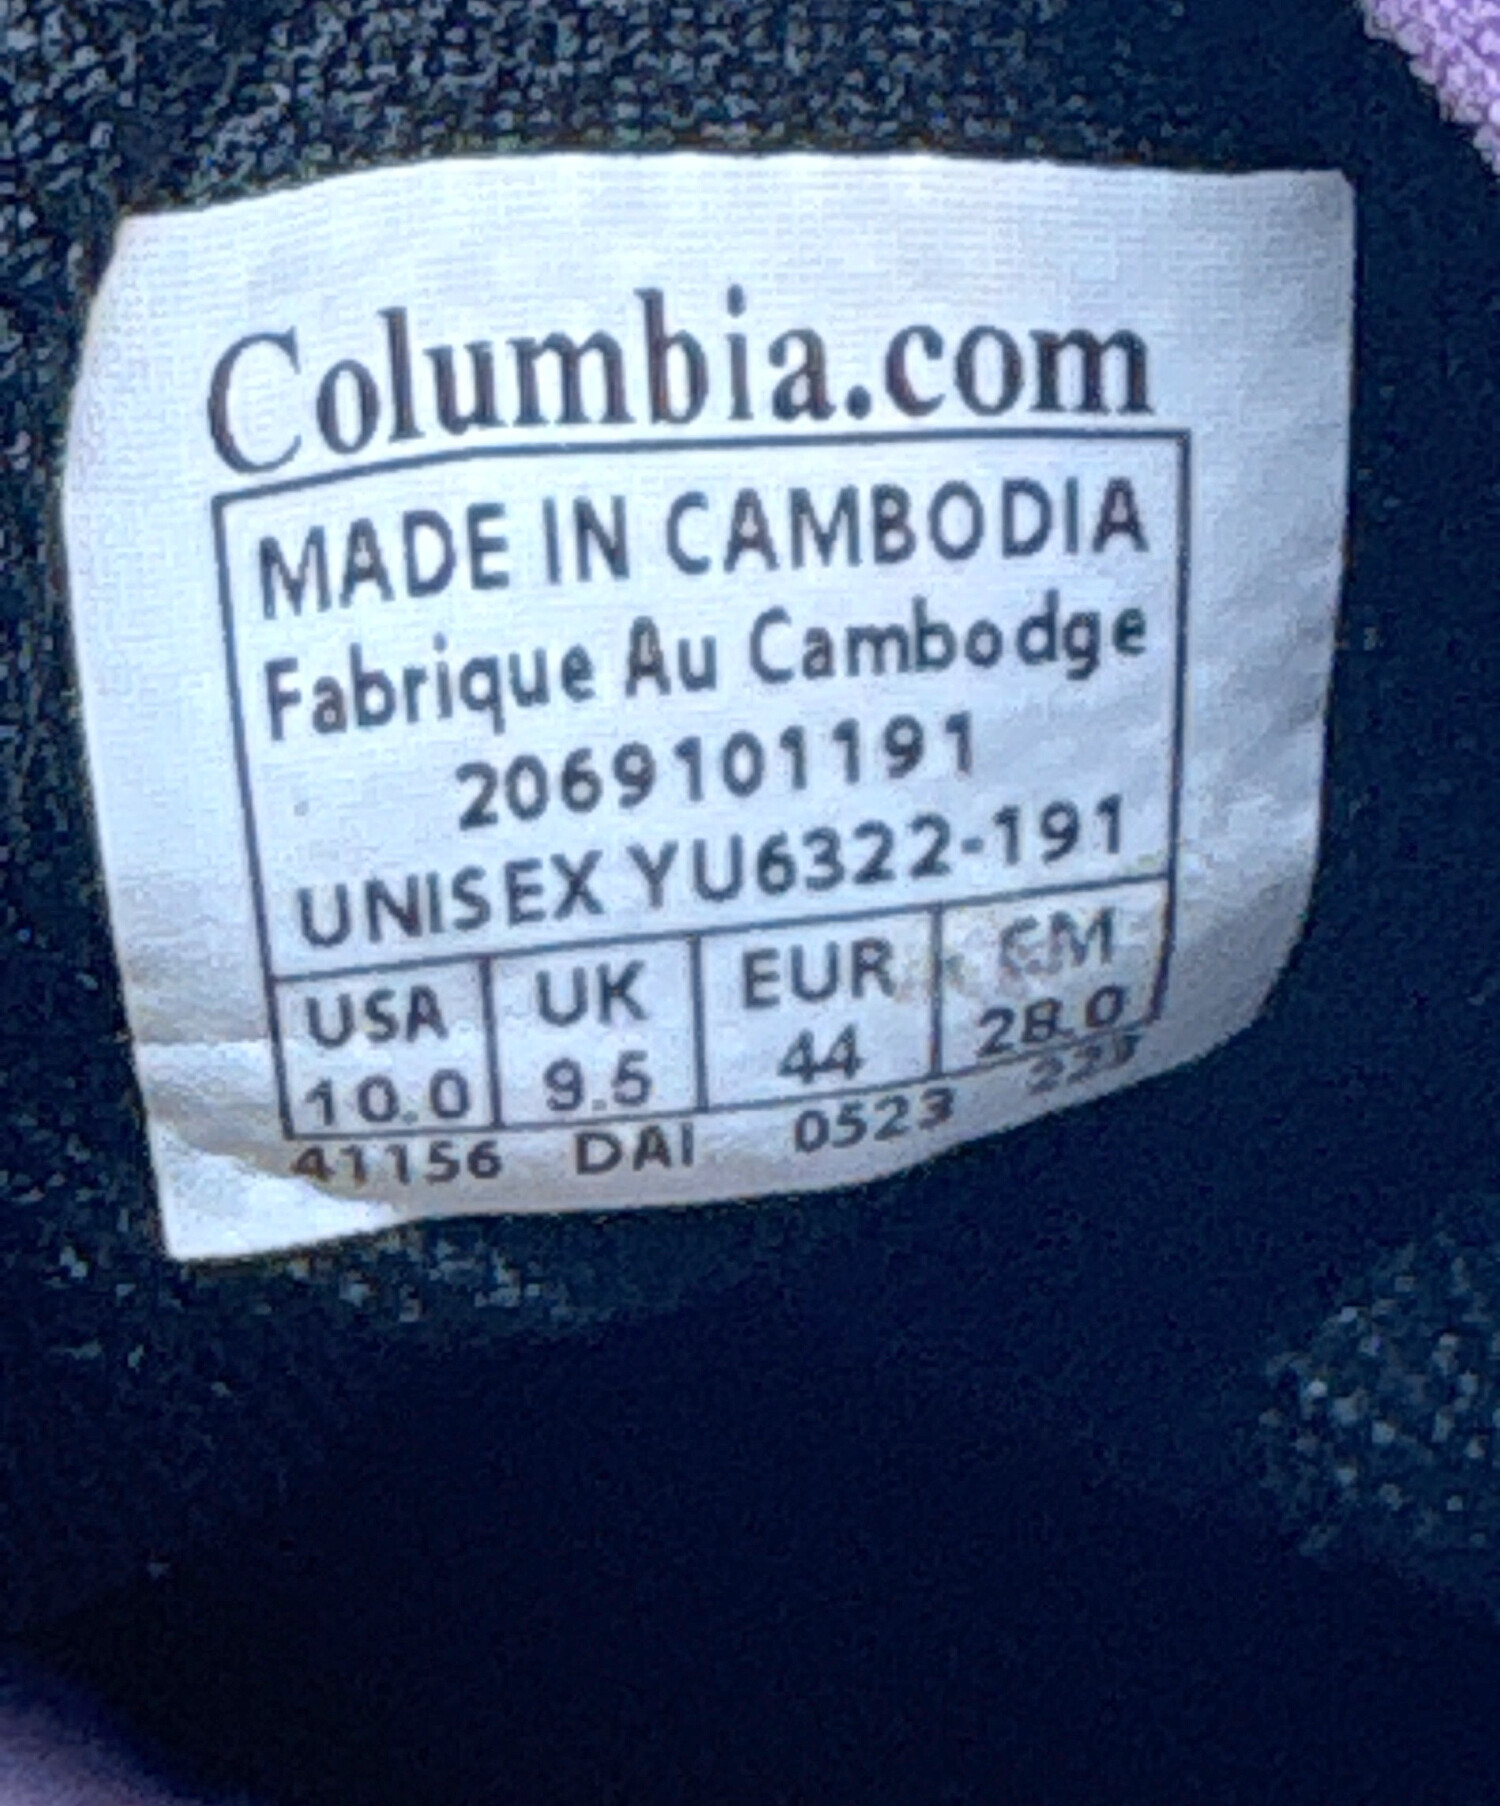 Columbia.com
MADE IN CAMBODIA
Fabrique Au Cambodge
2069101191
UNISEX YU6322-191
USA UK EUR CM
10.0 9.5 44 28.0
41156 DAI 0523